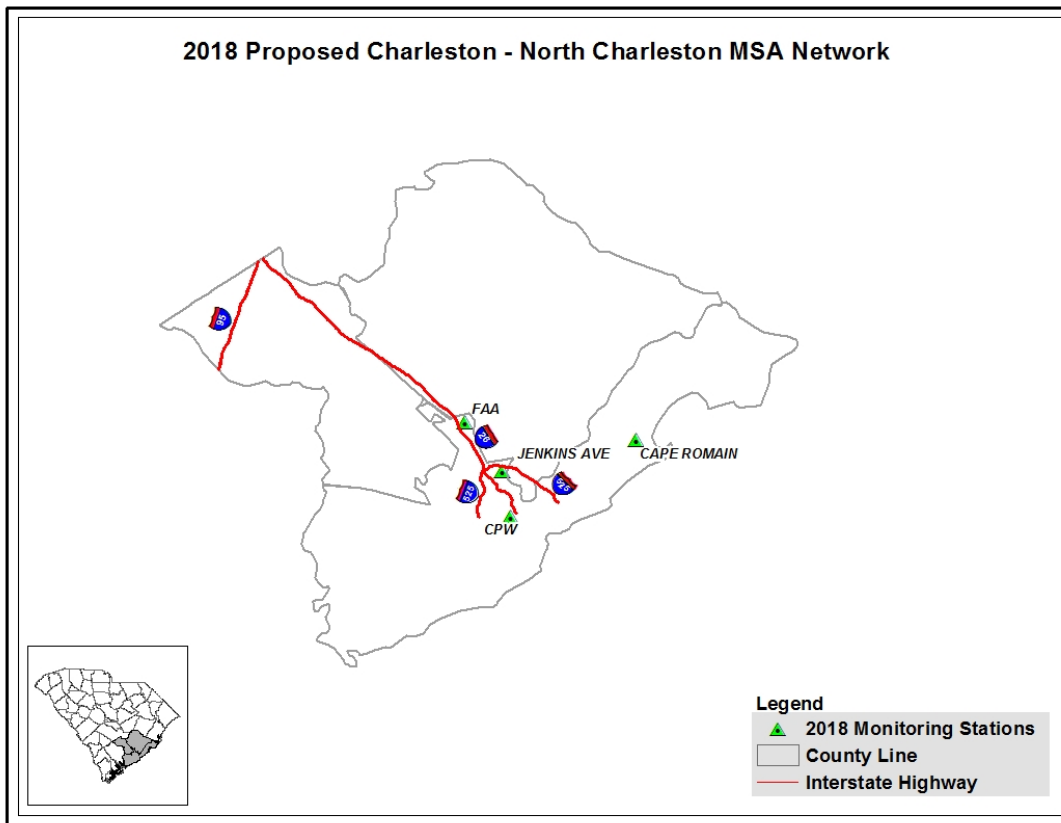 2018 Proposed Charleston - North Charleston MSA Network
95
FAA
26
JENKINS AVE
CAPE ROMAIN
526
526
CPW
Legend
2018 Monitoring Stations
County Line
Interstate Highway